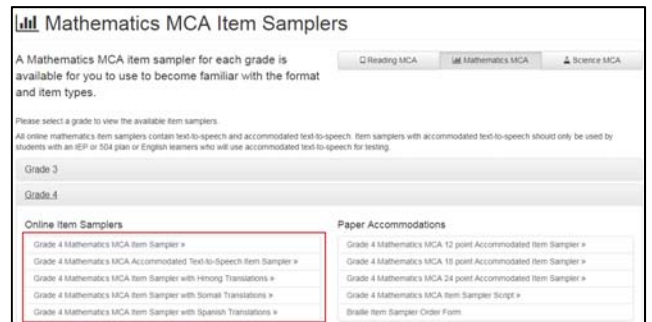 Mathematics MCA Item Samplers
A Mathematics MCA item sampler for each grade is
available for you to use to become familiar with the format
and item types.
Reading MCA
Mathematics MCA
Science MCA
Please select a grade to view the available item samplers.
All online mathematics item samplers contain text-to-speech and accommodated text-to-speech. Item samplers with accommodated text-to-speech should only be used by
students with an IEP or 504 plan or English learners who will use accommodated text-to-speech for testing.
Grade 3
Grade 4
Online Item Samplers
Grade 4 Mathematics MCA Item Sampler »
Grade 4 Mathematics MCA Accommodated Text-to-Speech Item Sampler »
Grade 4 Mathematics MCA Item Sampler with Hmong Translations »
Grade 4 Mathematics MCA Item Sampler with Somali Translations »
Grade 4 Mathematics MCA Item Sampler with Spanish Translations »
Paper Accommodations
Grade 4 Mathematics MCA 12 point Accommodated Item Sampler »
Grade 4 Mathematics MCA 18 point Accommodated Item Sampler »
Grade 4 Mathematics MCA 24 point Accommodated Item Sampler »
Grade 4 Mathematics MCA Item Sampler Script »
Braille Item Sampler Order Form